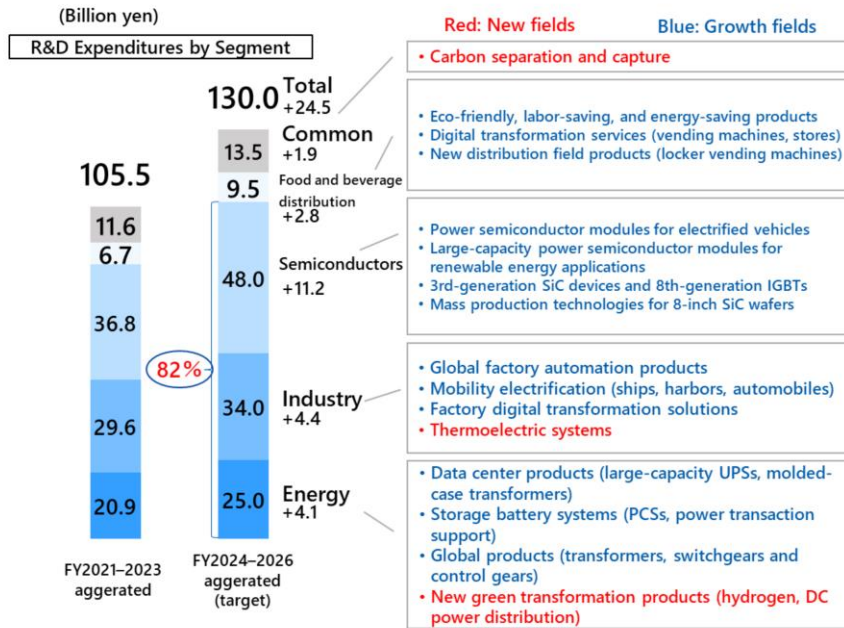 (Billion yen)
R&D Expenditures by Segment
Red: New fields
Blue: Growth fields
105.5
11.6
6.7
36.8
29.6
20.9
FY2021–2023
aggerated
82%
130.0
13.5
9.5
48.0
34.0
25.0
FY2024–2026
aggerated
(target)
Total
+24.5
Common
+1.9
Food and beverage
distribution
+2.8
Semiconductors
+11.2
Industry
+4.4
Energy
+4.1
• Carbon separation and capture
• Eco-friendly, labor-saving, and energy-saving products
• Digital transformation services (vending machines, stores)
• New distribution field products (locker vending machines)
• Power semiconductor modules for electrified vehicles
• Large-capacity power semiconductor modules for
renewable energy applications
• 3rd-generation SiC devices and 8th-generation IGBTs
• Mass production technologies for 8-inch SiC wafers
• Global factory automation products
• Mobility electrification (ships, harbors, automobiles)
• Factory digital transformation solutions
• Thermoelectric systems
• Data center products (large-capacity UPSs, molded-
case transformers)
• Storage battery systems (PCSs, power transaction
support)
• Global products (transformers, switchgears and
control gears)
• New green transformation products (hydrogen, DC
power distribution)